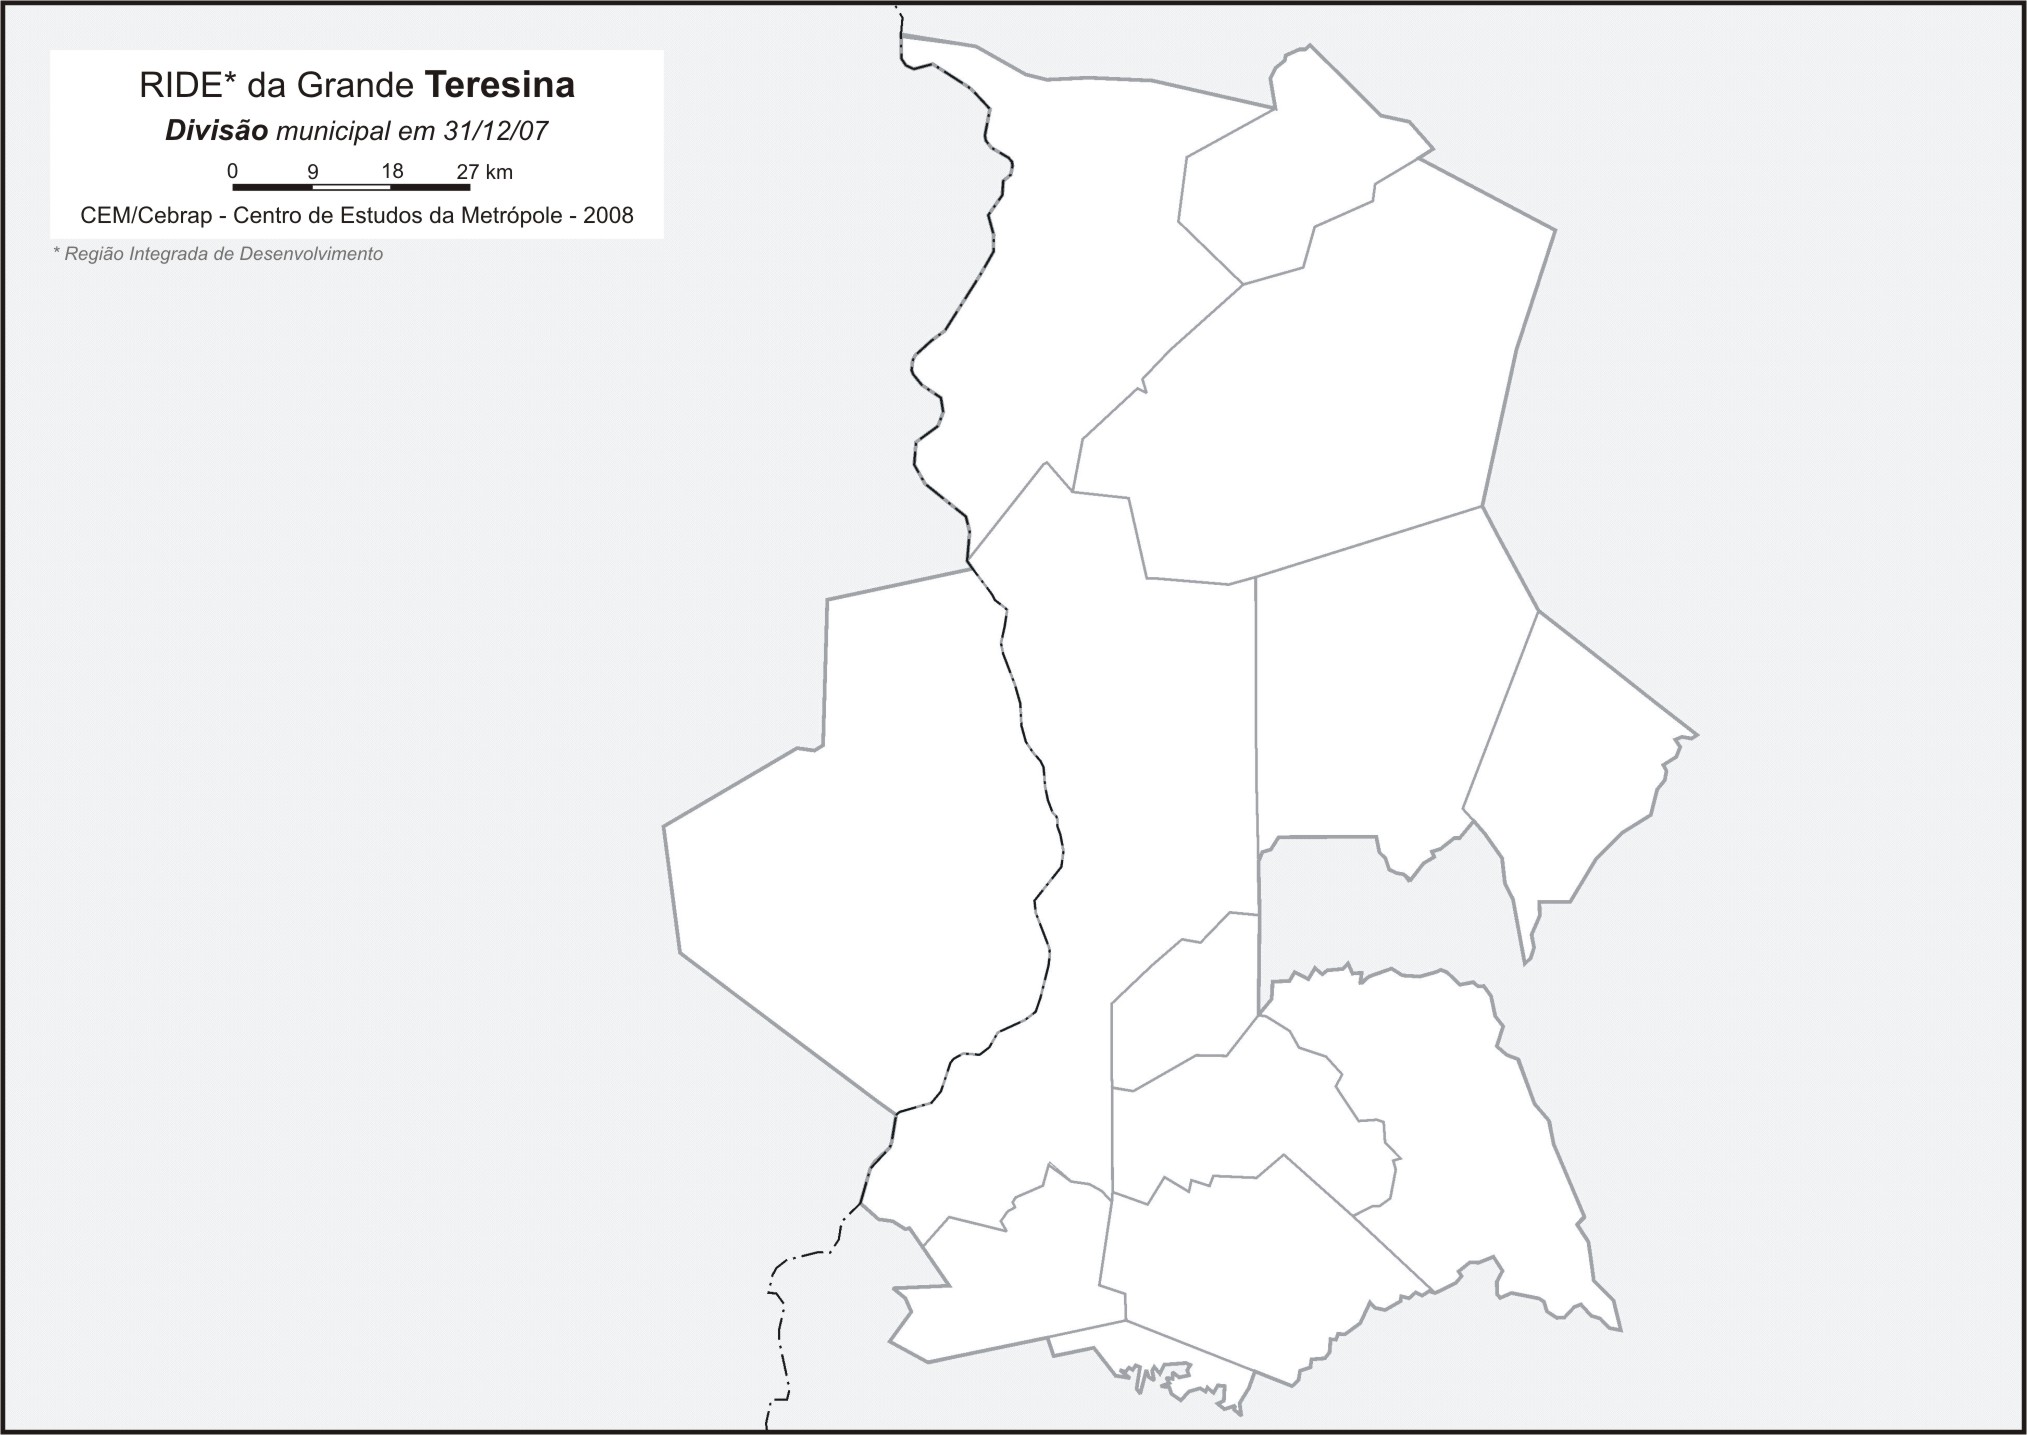 RIDE* da Grande Teresina
Divisão municipal em 31/12/07
0 9 18 27 km
CEM/Cebrap - Centro de Estudos da Metrópole - 2008
* Região Integrada de Desenvolvimento